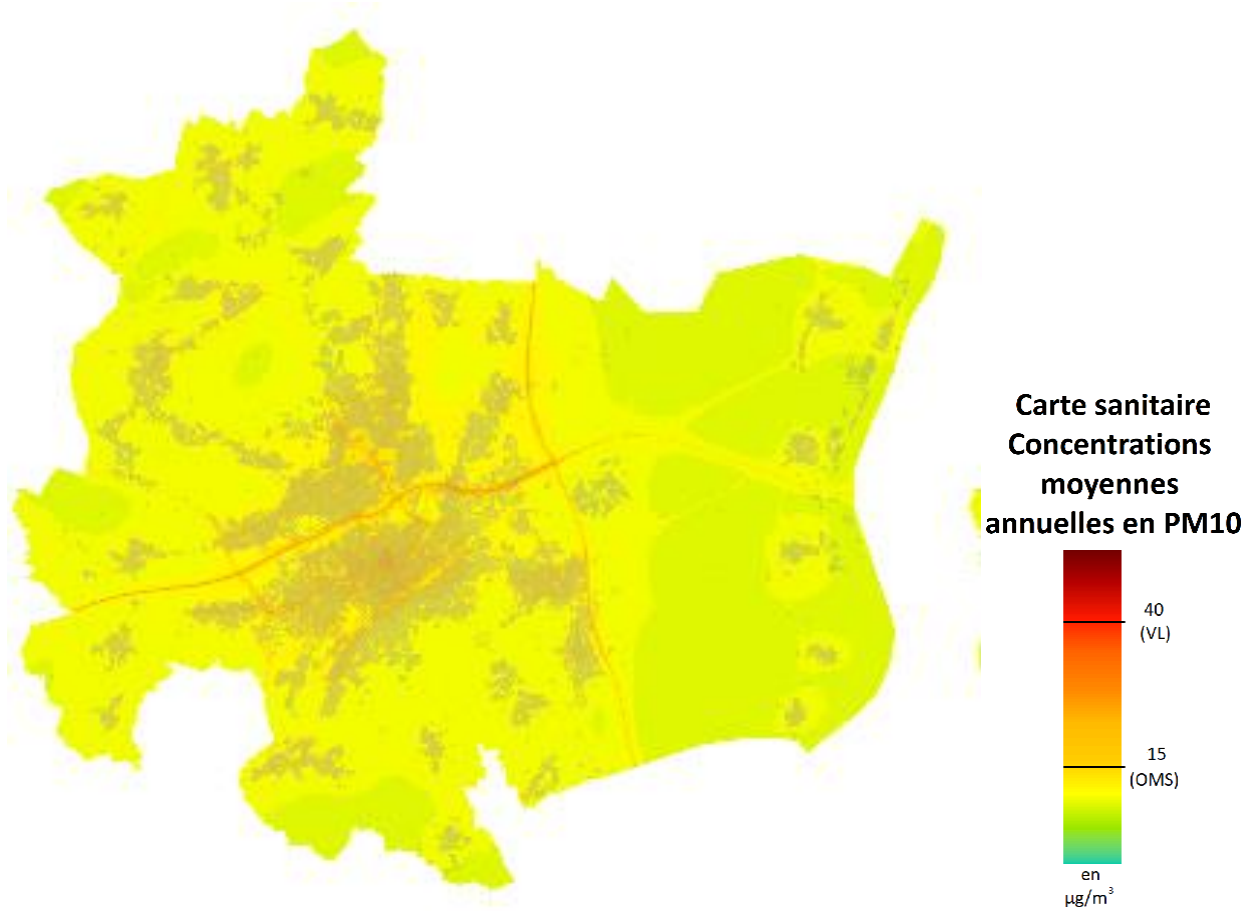 Carte sanitaire
Concentrations
moyennes
annuelles en PM10
40
(VL)
15
(OMS)
en
µg/m³